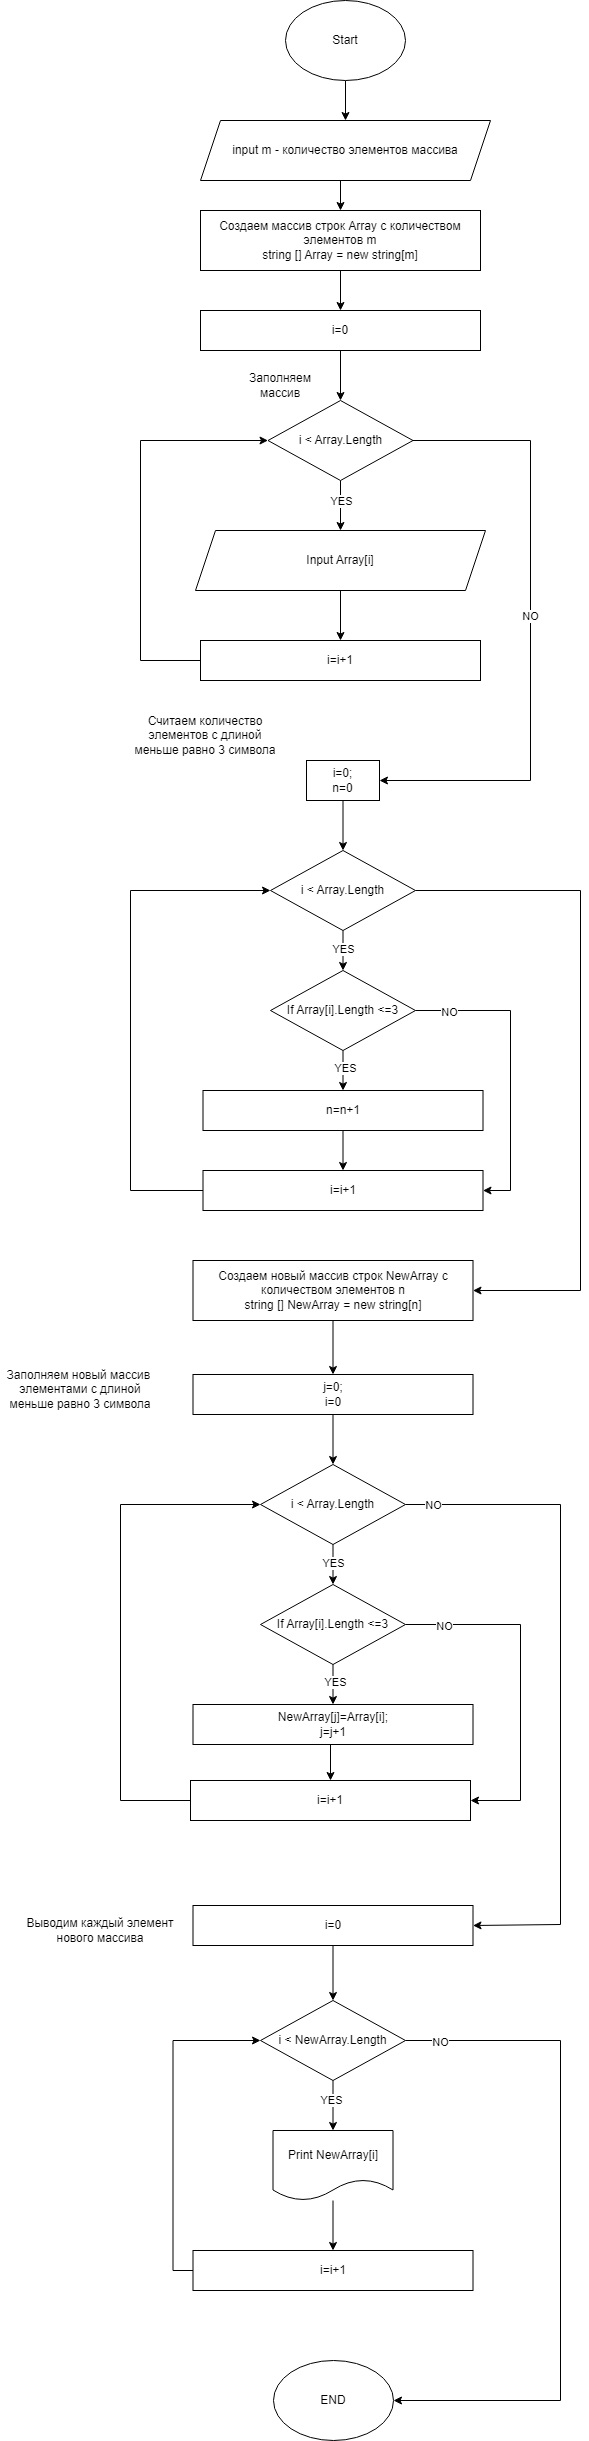 Start
input m - количество элементов массива
Создаем массив строк Array с количеством
элементов m
string [] Array = new string[m]
i=0
Заполняем
массив
i < Array.Length
YES
Input Array[i]
NO
i=i+1
Считаем количество
элементов с длиной
меньше равно 3 символа
i=0;
n=0
i < Array.Length
YES
If Array[i].Length <=3
NO
YES
n=n+1
i=i+1
Создаем новый массив строк NewArray с
количеством элементов n
string [] NewArray = new string[n]
Заполняем новый массив
элементами с длиной
меньше равно 3 символа
j=0;
i=0
i < Array.Length
NO
YES
If Array[i].Length <=3
NO
YES
NewArray[j]=Array[i];
j=j+1
i=i+1
Выводим каждый элемент
нового массива
i=0
i < NewArray.Length
NO
YES
Print NewArray[i]
i=i+1
END